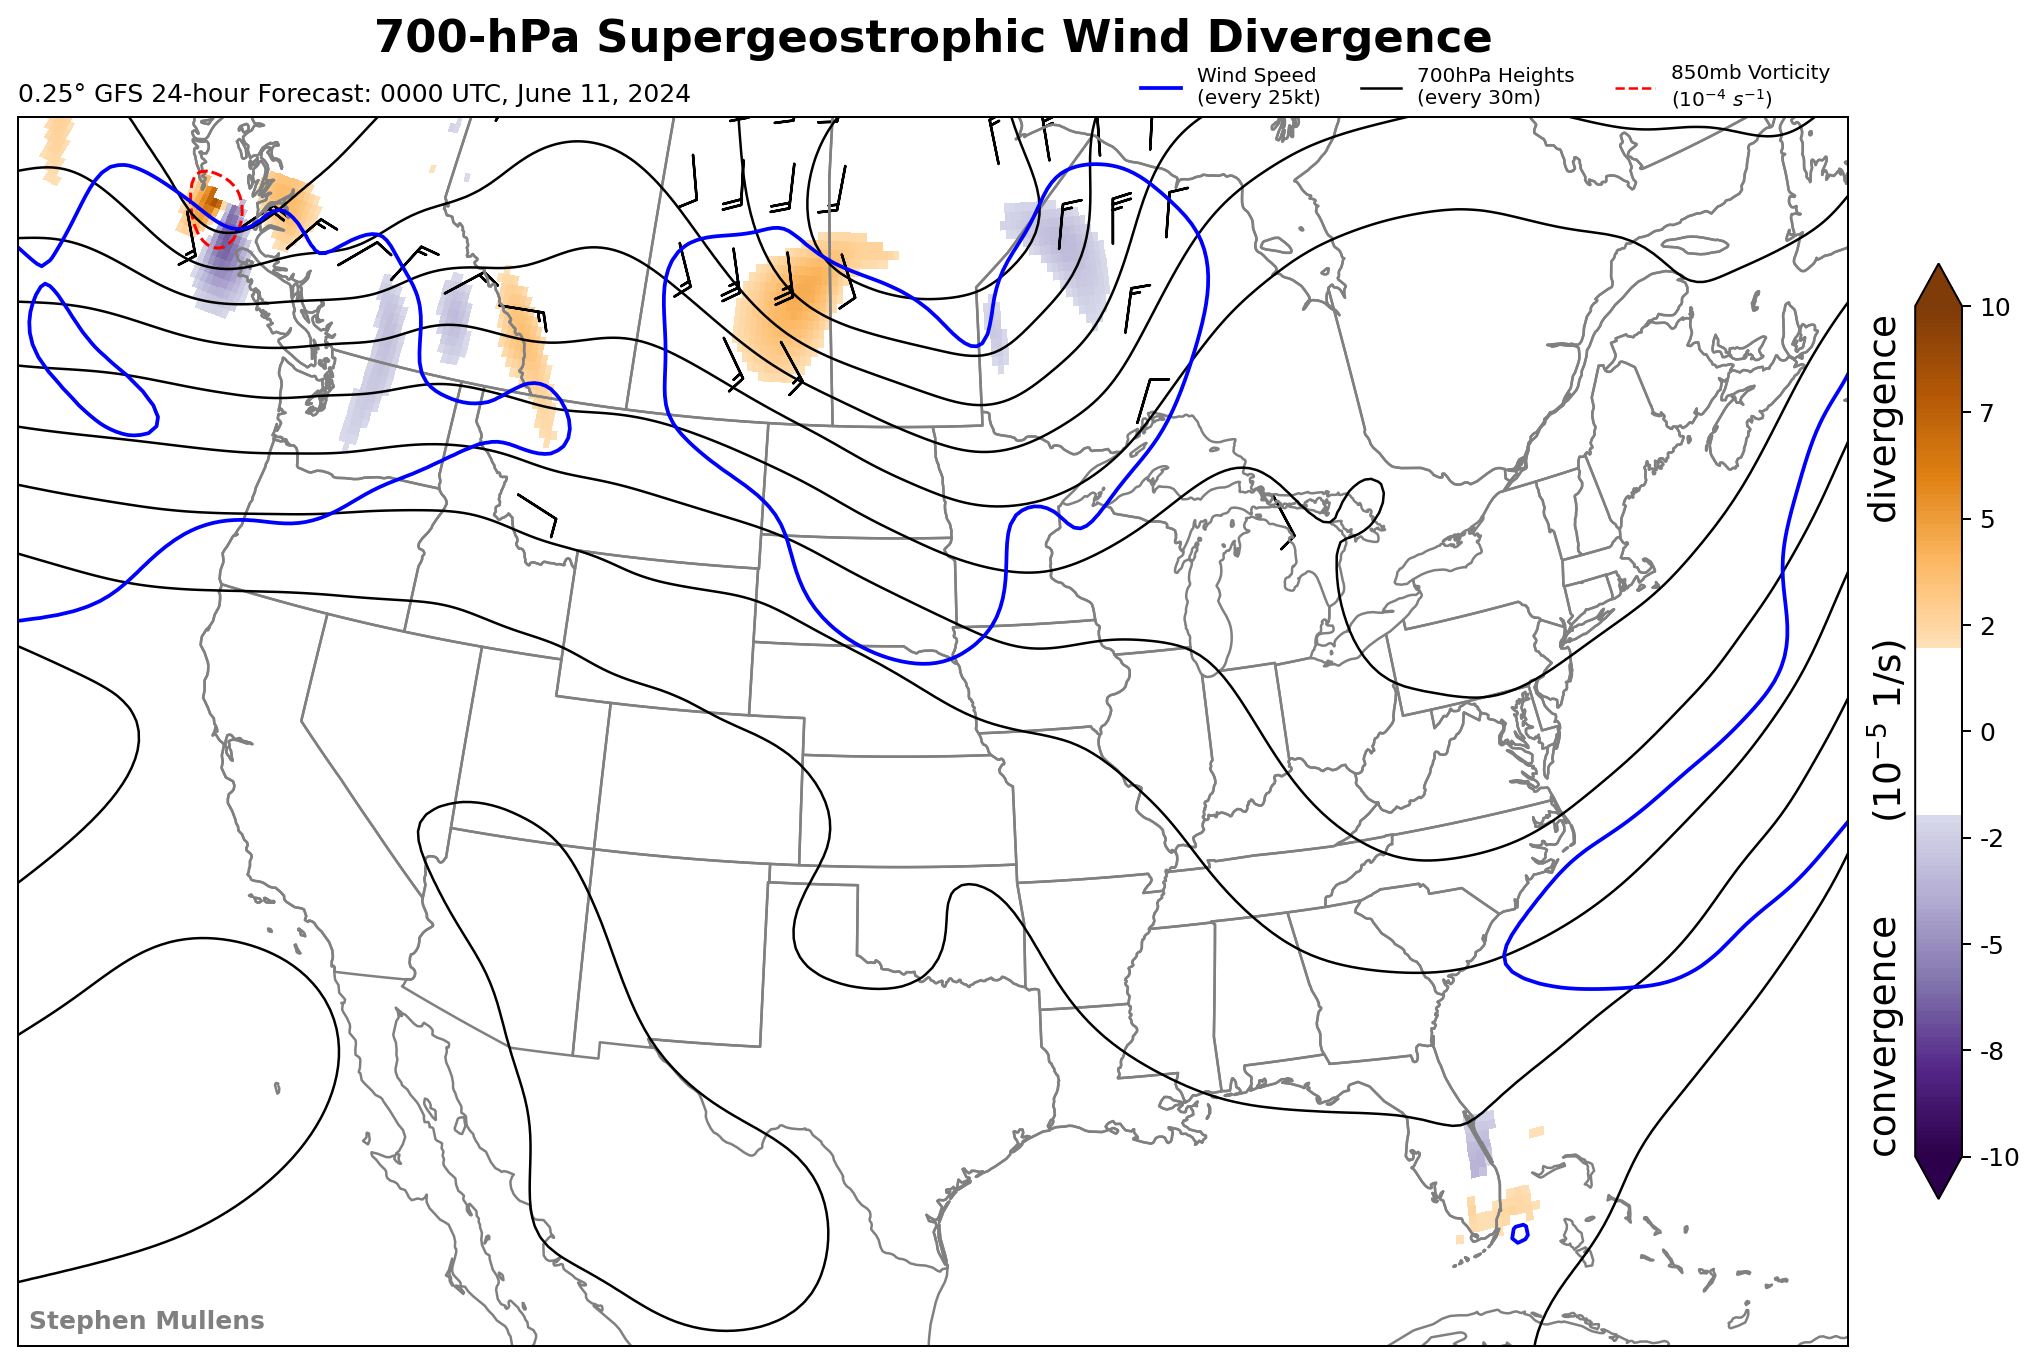 700-hPa Supergeostrophic Wind Divergence
0.25° GFS 24-hour Forecast: 0000 UTC, June 11, 2024
Wind Speed
(every 25kt)
700hPa Heights
(every 30m)
850mb Vorticity
(10⁻⁴ s⁻¹)
10
7
5
2
0
-2
-5
-8
-10
convergence (10⁻⁵ 1/s) divergence
Stephen Mullens